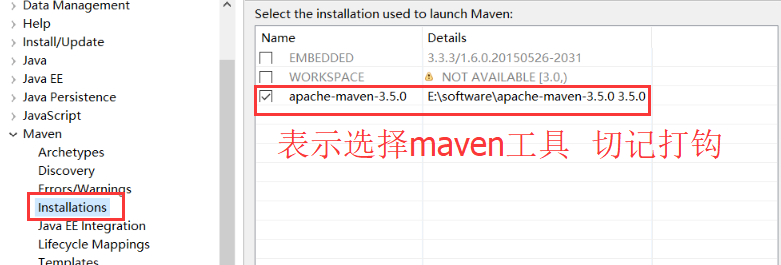 Data Management
Help
Install/Update
Java
Java EE
Java Persistence
JavaScript
Maven
Archetypes
Discovery
Errors/Warnings
Installations
Java EE Integration
Lifecycle Mappings
Templates
Select the installation used to launch Maven:
Name Details
EMBEDDED 3.3.3/1.6.0.20150526-2031
WORKSPACE NOT AVAILABLE [3.0,)
apache-maven-3.5.0 E:\software\apache-maven-3.5.0 3.5.0
表示选择maven工具 切记打钩